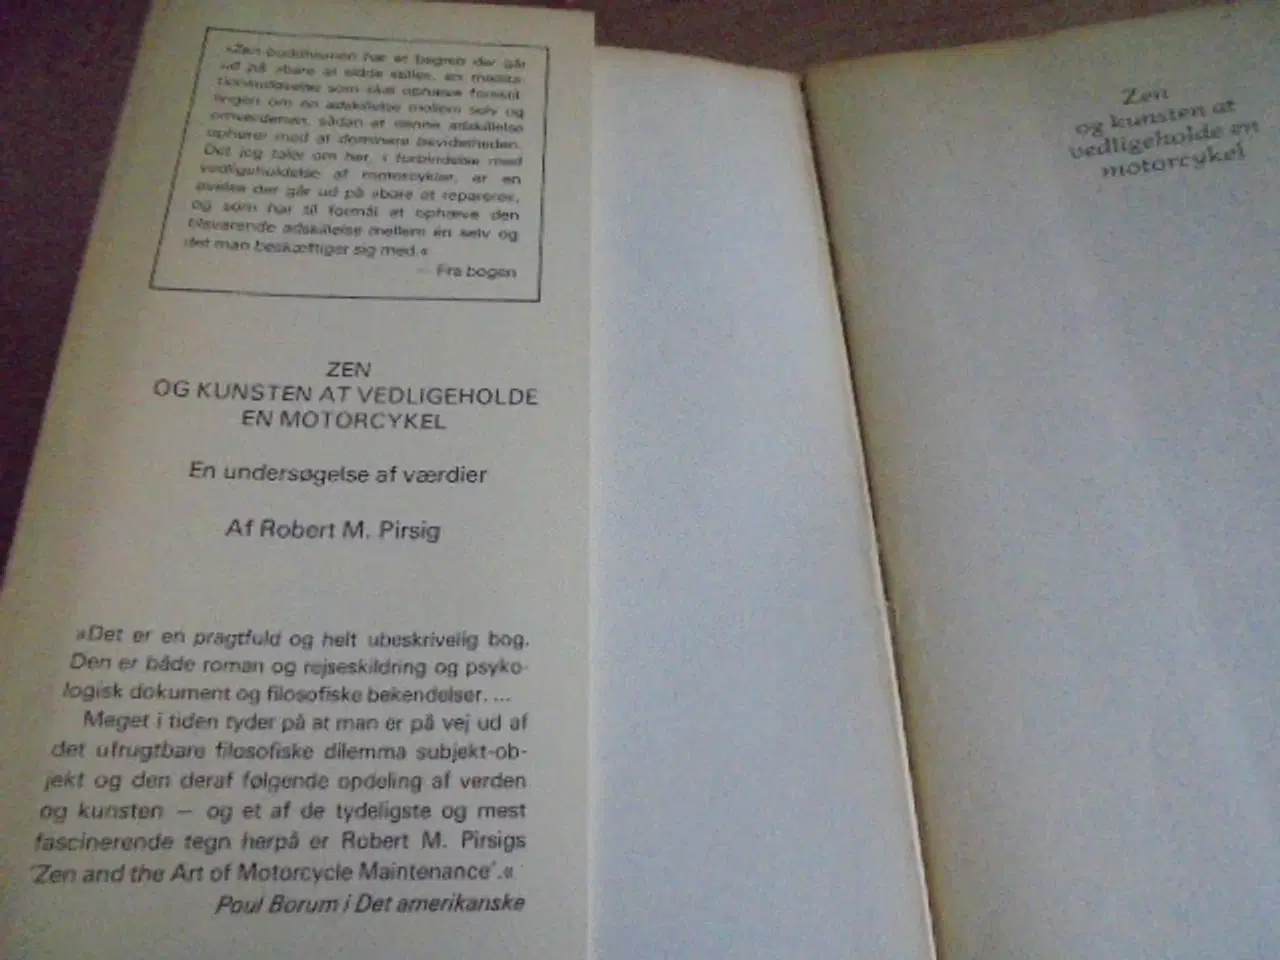 »Zen-buddhismen har et begreb der går
ud på »bare at sidde stille«, en medita-
tionsudøvelse som skal ophæve forestil-
lingen om en adskillelse mellem selv og
omverdenen, sådan at denne adskillelse
ophører med at dominere bevidstheden.
Det jeg taler om her, i forbindelse med
vedligeholdelse af motorcykler, er en
øvelse der går ud på »bare at reparere«,
og som har til formål at ophæve den
tilsvarende adskillelse mellem en selv og
det man beskæftiger sig med.«
— Fra bogen
ZEN
OG KUNSTEN AT VEDLIGEHOLDE
EN MOTORCYKEL
En undersøgelse af værdier
Af Robert M. Pirsig
»Det er en pragtfuld og helt ubeskrivelig bog.
Den er både roman og rejseskildring og psyko-
logisk dokument og filosofiske bekendelser. ...
Meget i tiden tyder på at man er på vej ud af
det ufrugtbare filosofiske dilemma subjekt-ob-
jekt og den deraf følgende opdeling af verden
og kunsten — og et af de tydeligste og mest
fascinerende tegn herpå er Robert M. Pirsigs
'Zen and the Art of Motorcycle Maintenance'.«
Poul Borum i Det amerikanske
Zen
og kunsten at
vedligeholde en
motorcykel